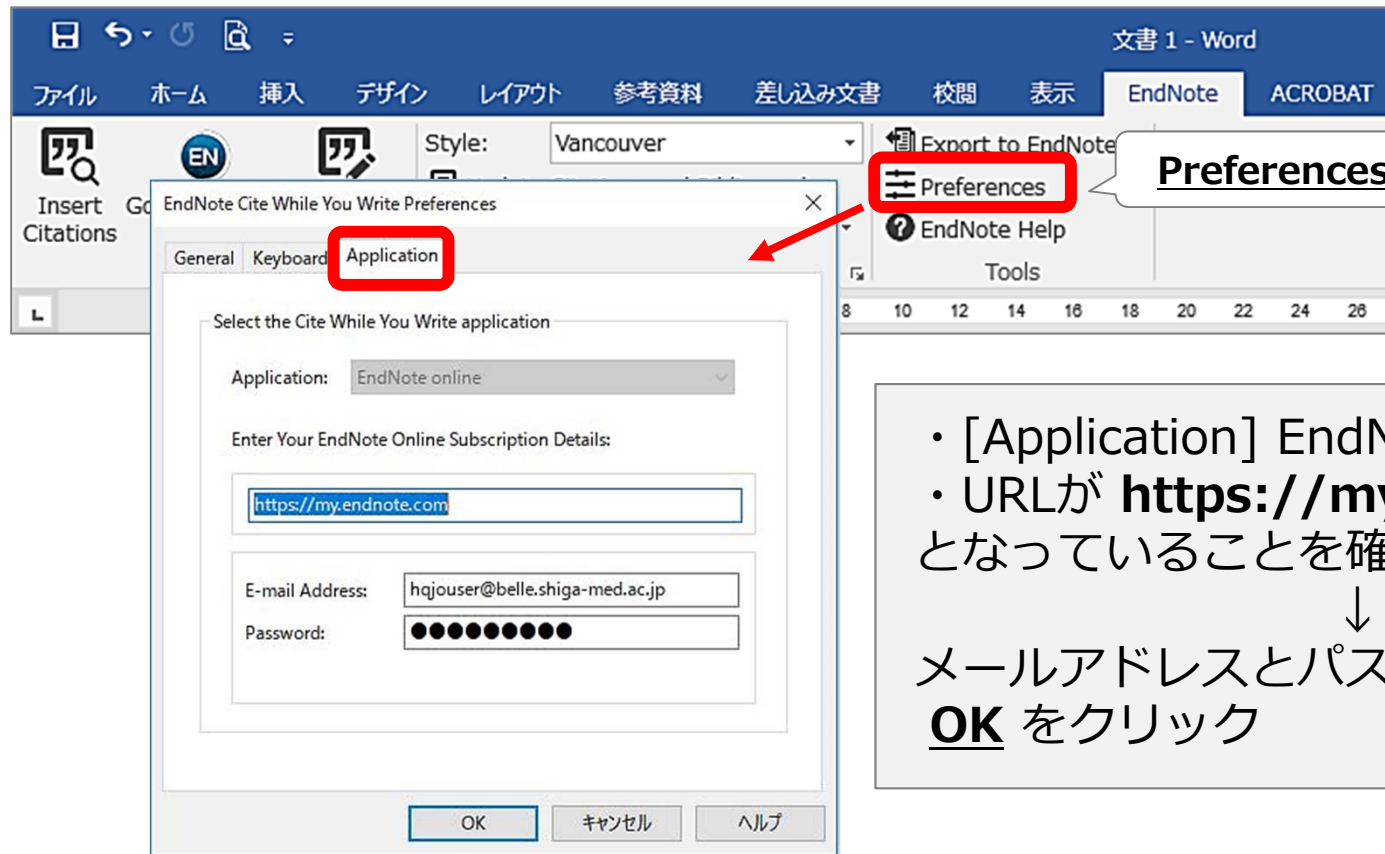 文書 1 - Word
ファイル ホーム 挿入 デザイン レイアウト 参考資料 差し込み文書 校閲 表示 EndNote ACROBAT
EN
Style: Vancouver
Export to EndNote
Preferences
Preferences
Insert
Citations
EndNote Help
Tools
8 10 12 14 16 18 20 22 24 26
L
EndNote Cite While You Write Preferences
General Keyboard Application
Select the Cite While You Write application
Application: EndNote online
Enter Your EndNote Online Subscription Details:
https://my.endnote.com
E-mail Address: hqjouser@belle.shiga-med.ac.jp
Password: ●●●●●●●●●
OK キャンセル ヘルプ
・[Application] End
・URLが https://my
となっていることを確
↓
メールアドレスとパス
OK をクリック